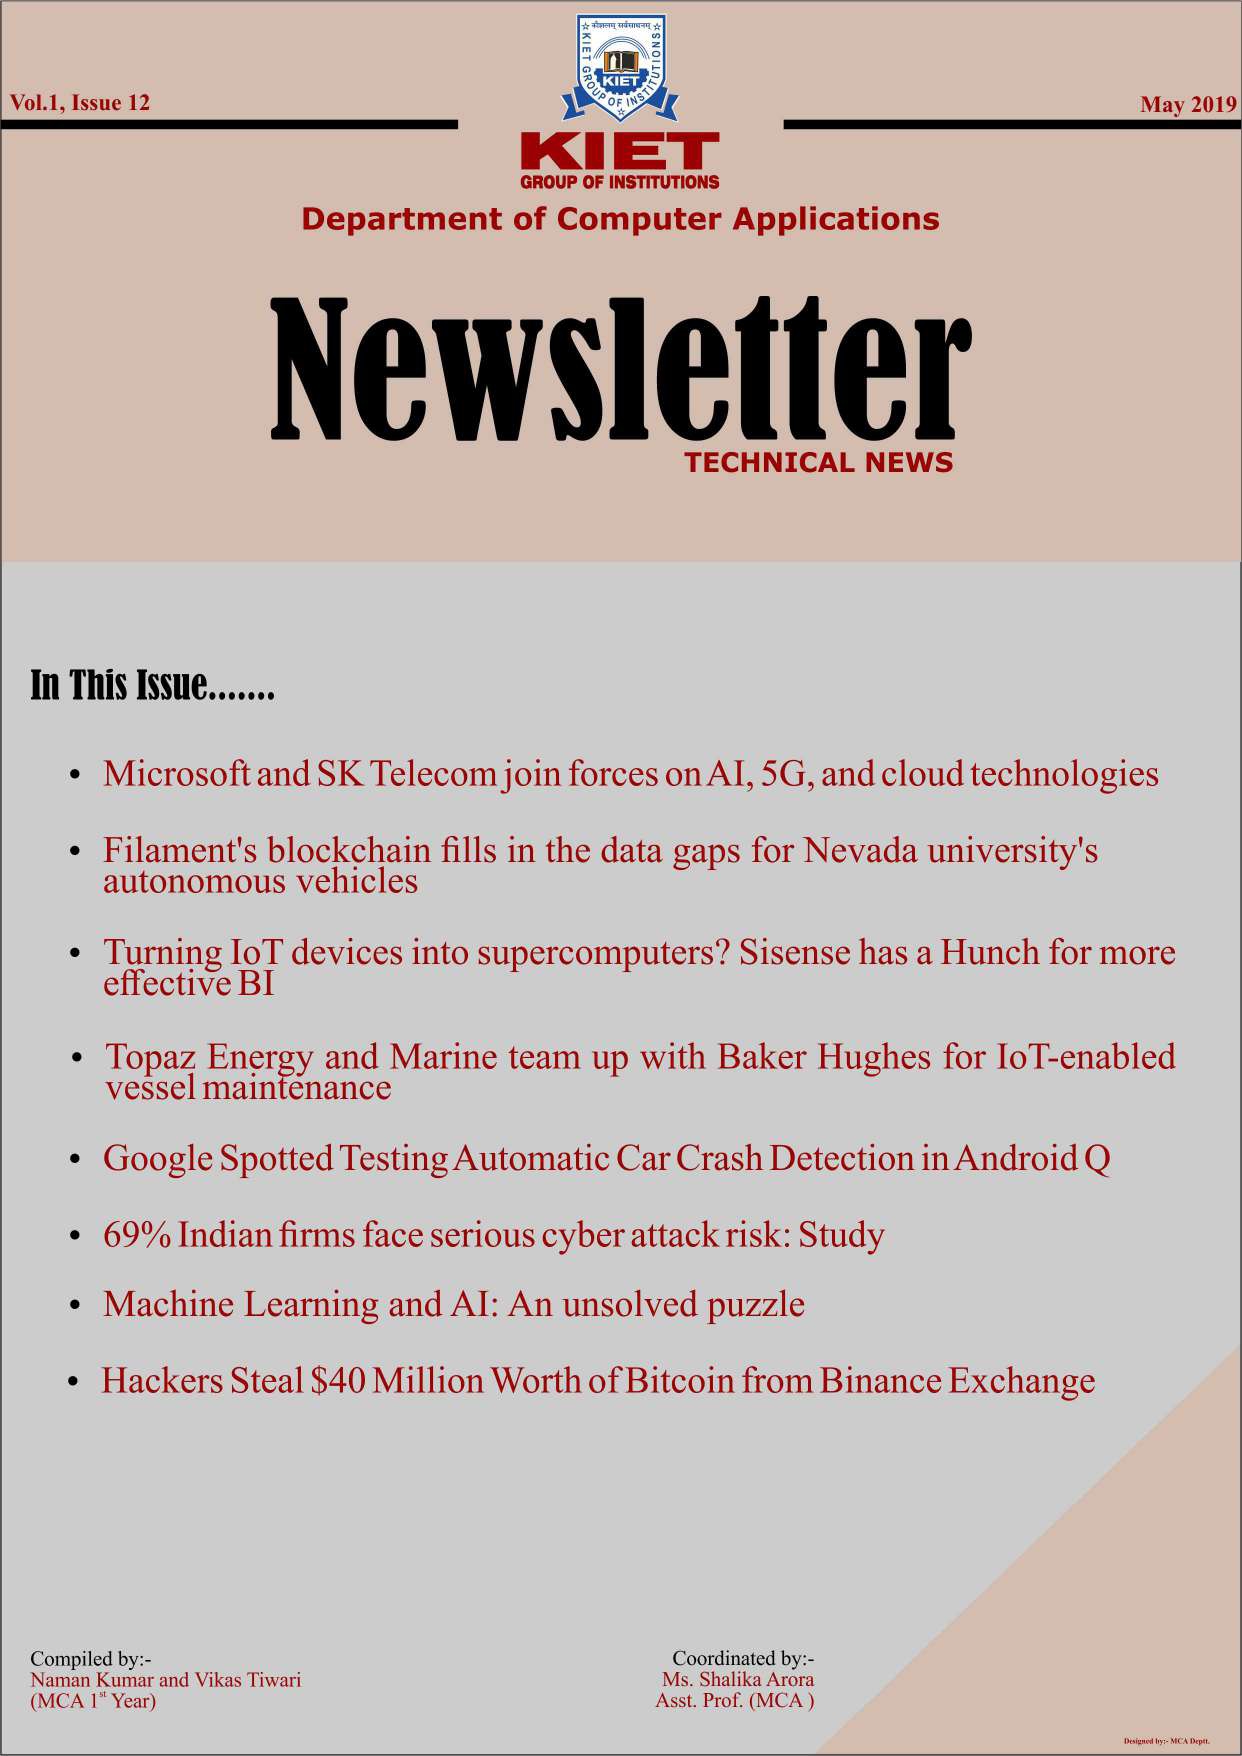 कौशलम् सर्वसाधनम्
KIET GROUP OF INSTITUTIONS
KIET
Vol.1, Issue 12
May 2019
KIET
GROUP OF INSTITUTIONS
Department of Computer Applications
Newsletter
TECHNICAL NEWS
In This Issue.......
• Microsoft and SK Telecom join forces on AI, 5G, and cloud technologies
• Filament's blockchain fills in the data gaps for Nevada university's
autonomous vehicles
• Turning IoT devices into supercomputers? Sisense has a Hunch for more
effective BI
• Topaz Energy and Marine team up with Baker Hughes for IoT-enabled
vessel maintenance
• Google Spotted Testing Automatic Car Crash Detection in Android Q
• 69% Indian firms face serious cyber attack risk: Study
• Machine Learning and AI: An unsolved puzzle
• Hackers Steal $40 Million Worth of Bitcoin from Binance Exchange
Compiled by:-
Naman Kumar and Vikas Tiwari
(MCA 1st Year)
Coordinated by:-
Ms. Shalika Arora
Asst. Prof. (MCA )
Designed by:- MCA Deptt.